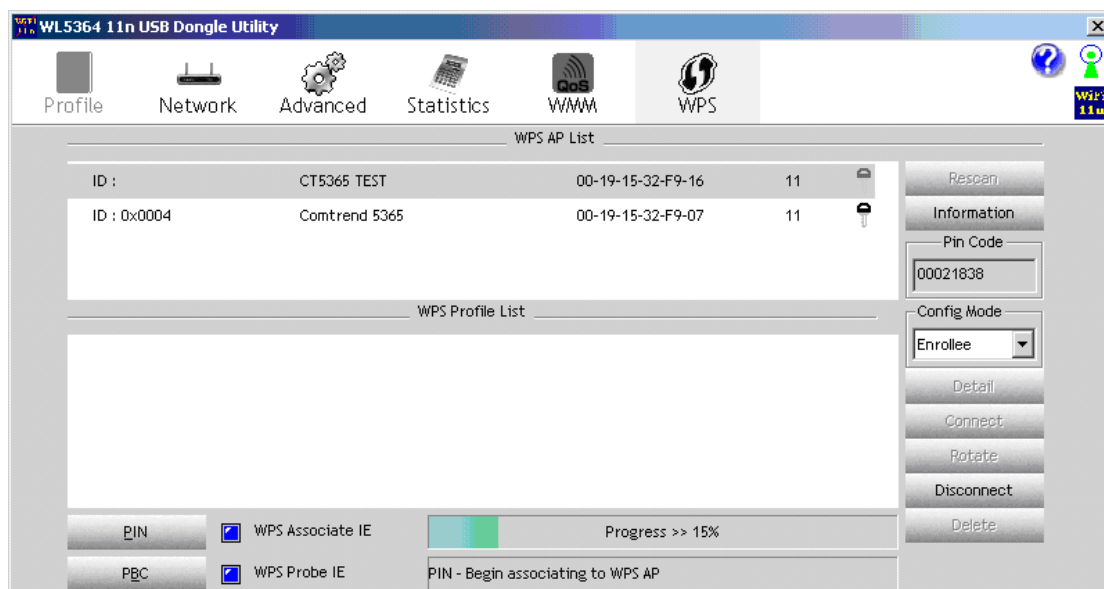 WL5364 11n USB Dongle Utility
Profile Network Advanced Statistics QoS WMM WPS
WPS AP List
ID : CT5365 TEST 00-19-15-32-F9-16 11 Rescan
ID : 0x0004 Comtrend 5365 00-19-15-32-F9-07 11 Information
Pin Code
00021838
WPS Profile List
Config Mode
Enrollee
Detail
Connect
Rotate
Disconnect
PIN WPS Associate IE Progress >> 15% Delete
PBC WPS Probe IE PIN - Begin associating to WPS AP